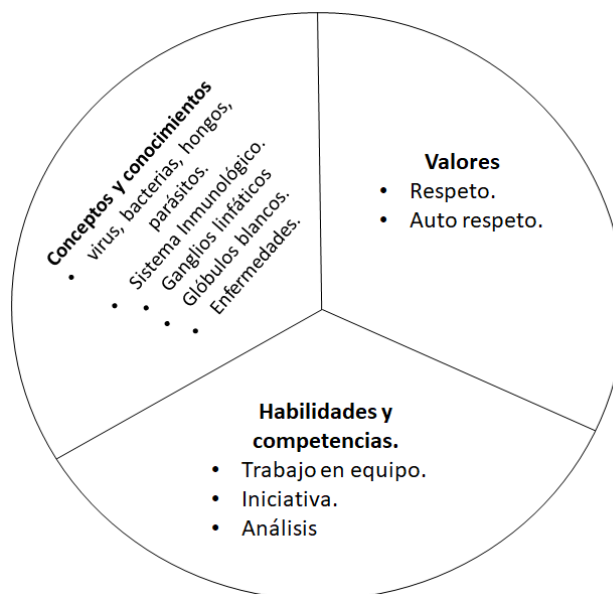 Conceptos y conocimientos
• virus, bacterias, hongos,
parásitos.
• Sistema Inmunológico.
• Ganglios linfáticos
• Glóbulos blancos.
• Enfermedades.
Valores
• Respeto.
• Auto respeto.
Habilidades y
competencias.
• Trabajo en equipo.
• Iniciativa.
• Análisis